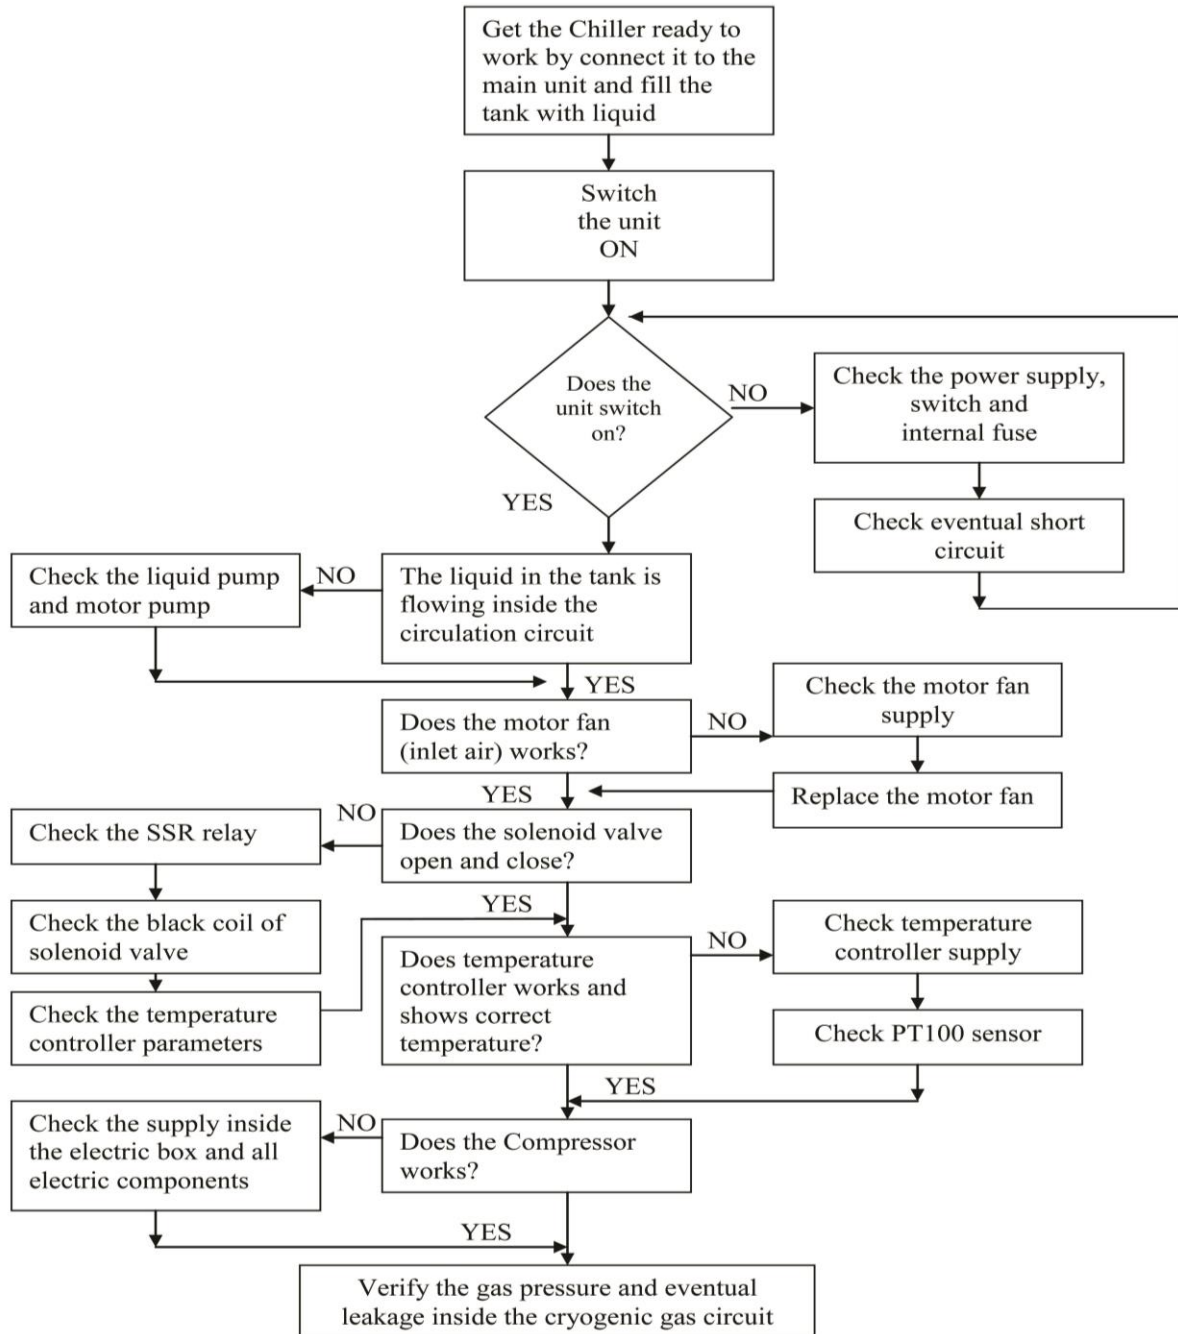 Get the Chiller ready to
work by connect it to the
main unit and fill the
tank with liquid
Switch
the unit
ON
Does the
unit switch
on?
NO
Check the power supply,
switch and
internal fuse
Check eventual short
circuit
YES
The liquid in the tank is
flowing inside the
circulation circuit
NO
Check the liquid pump
and motor pump
YES
Does the motor fan
(inlet air) works?
NO
Check the motor fan
supply
Replace the motor fan
YES
Does the solenoid valve
open and close?
NO
Check the SSR relay
Check the black coil of
solenoid valve
Check the temperature
controller parameters
YES
Does temperature
controller works and
shows correct
temperature?
NO
Check temperature
controller supply
Check PT100 sensor
YES
Does the Compressor
works?
NO
Check the supply inside
the electric box and all
electric components
YES
Verify the gas pressure and eventual
leakage inside the cryogenic gas circuit